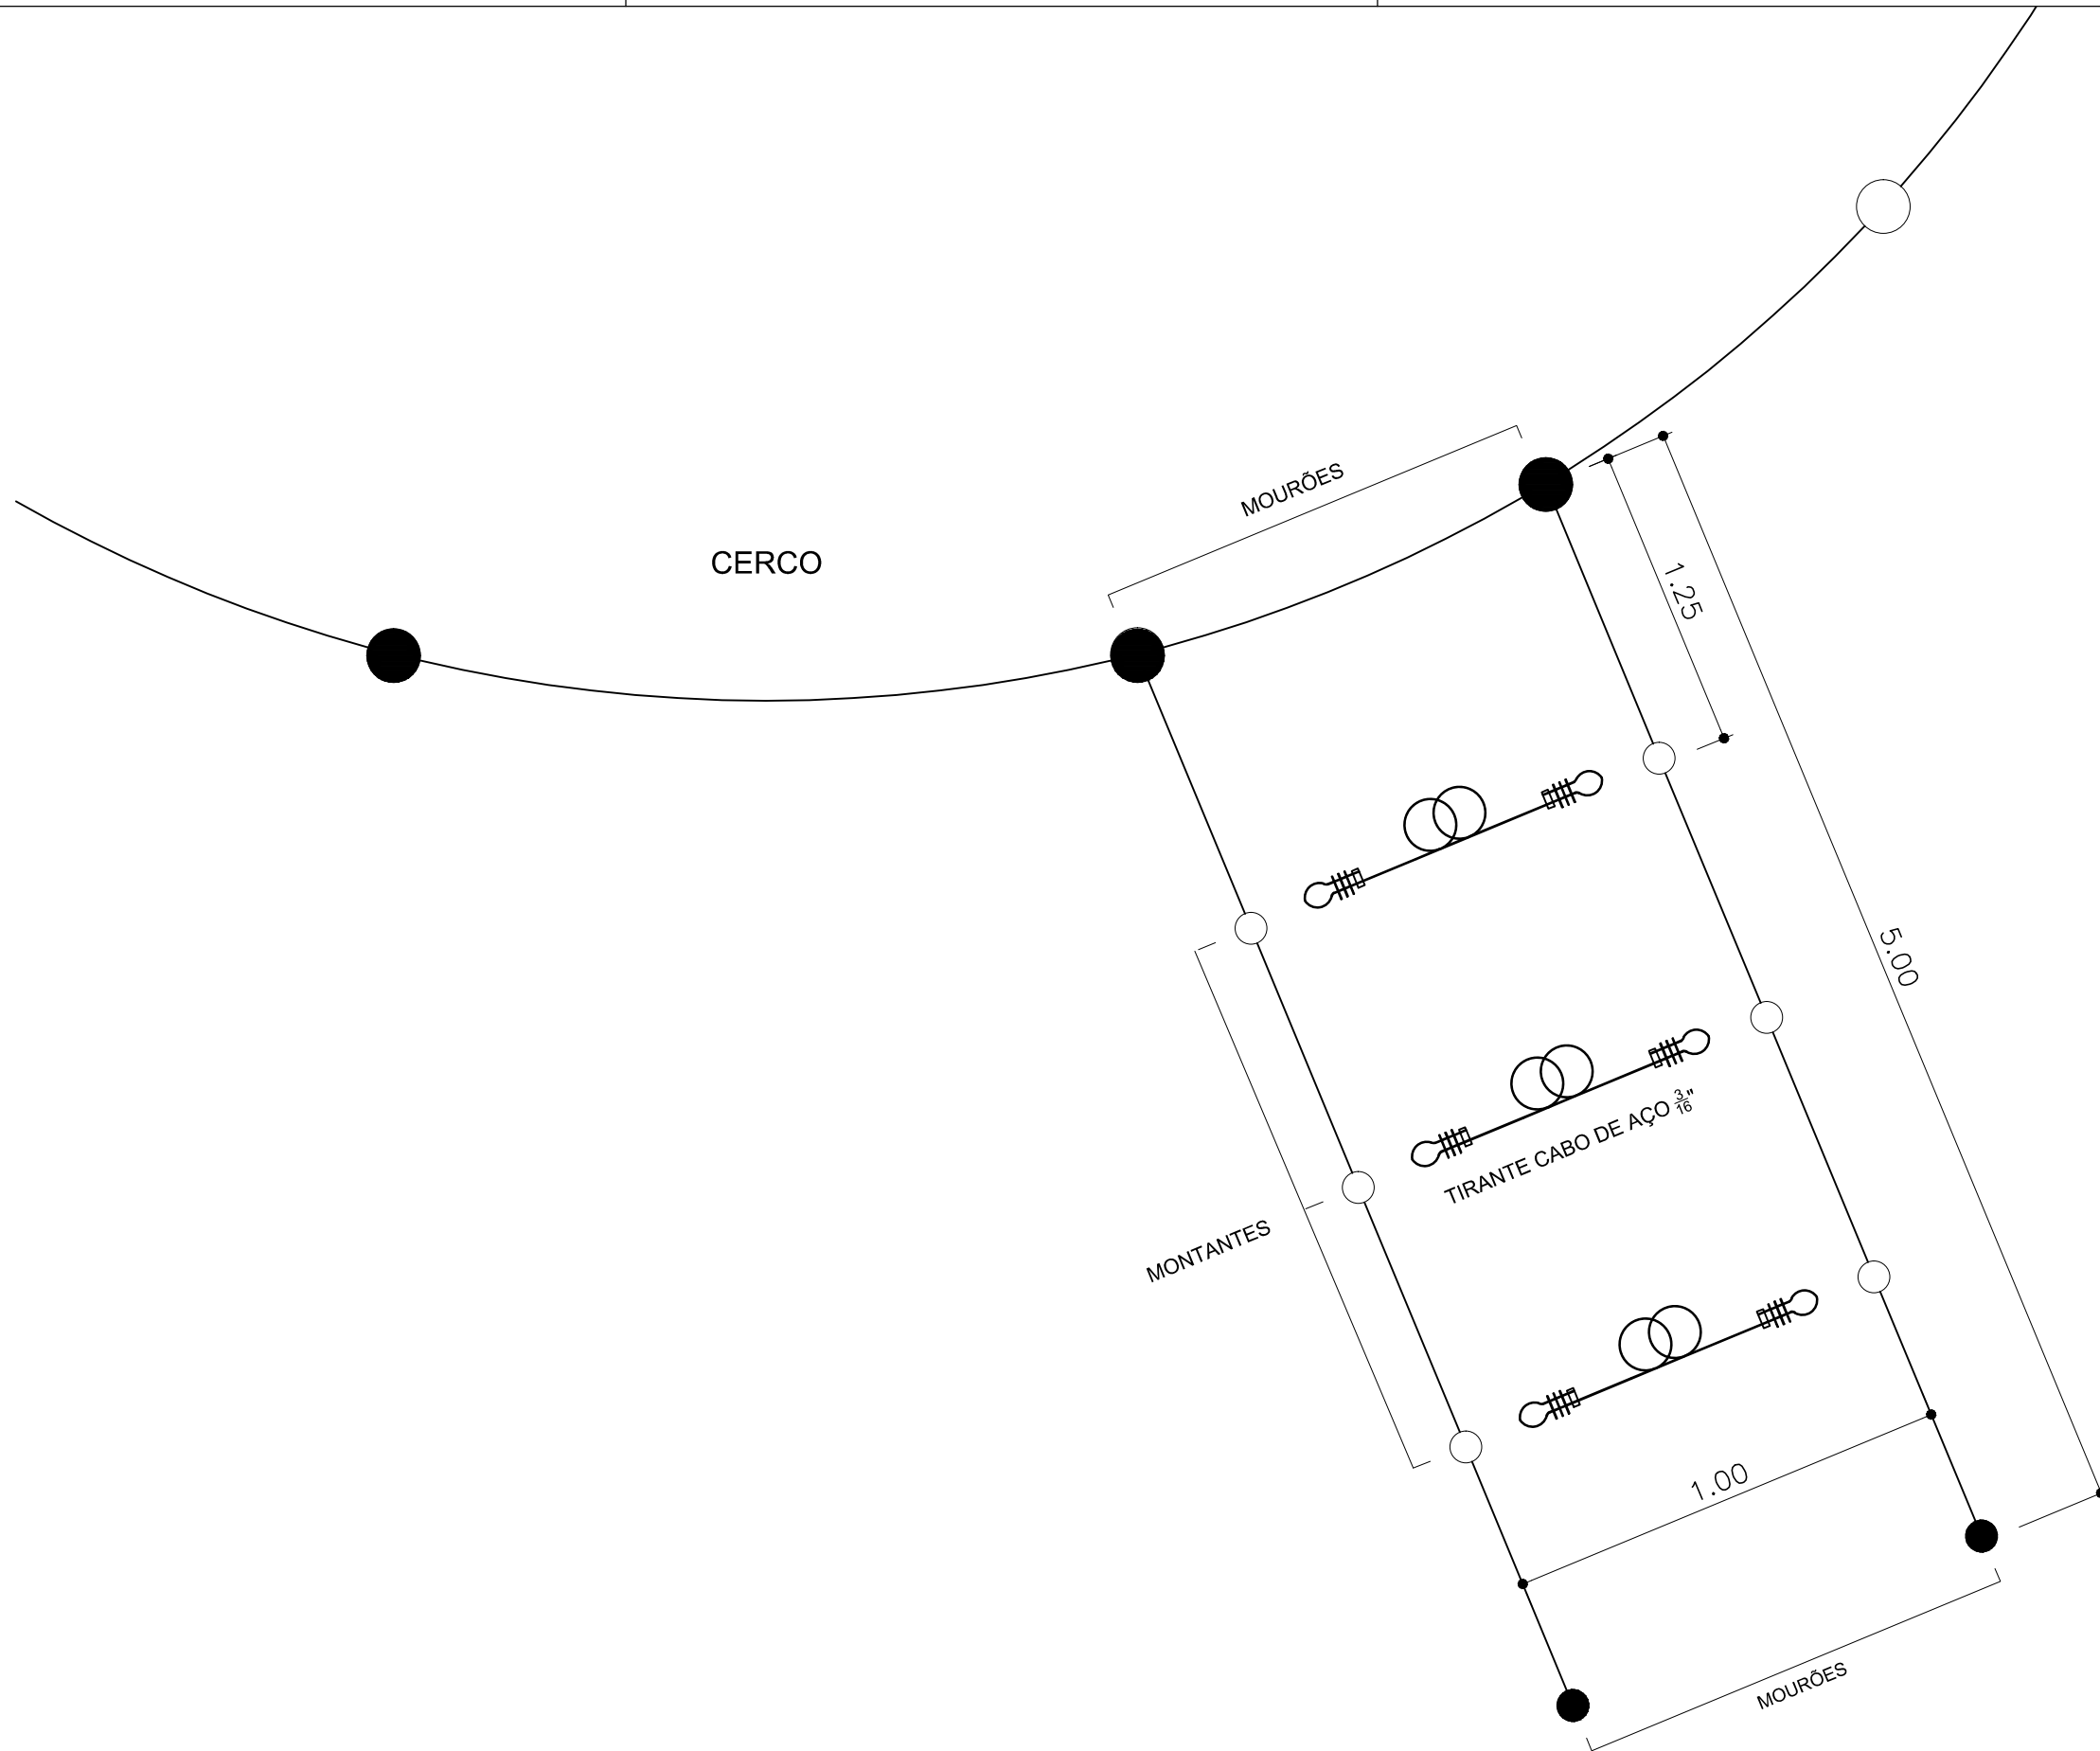 MOURÕES
CERCO
1.25
5.00
TIRANTE CABO DE AÇO 3/16"
MONTANTES
1.00
MOURÕES